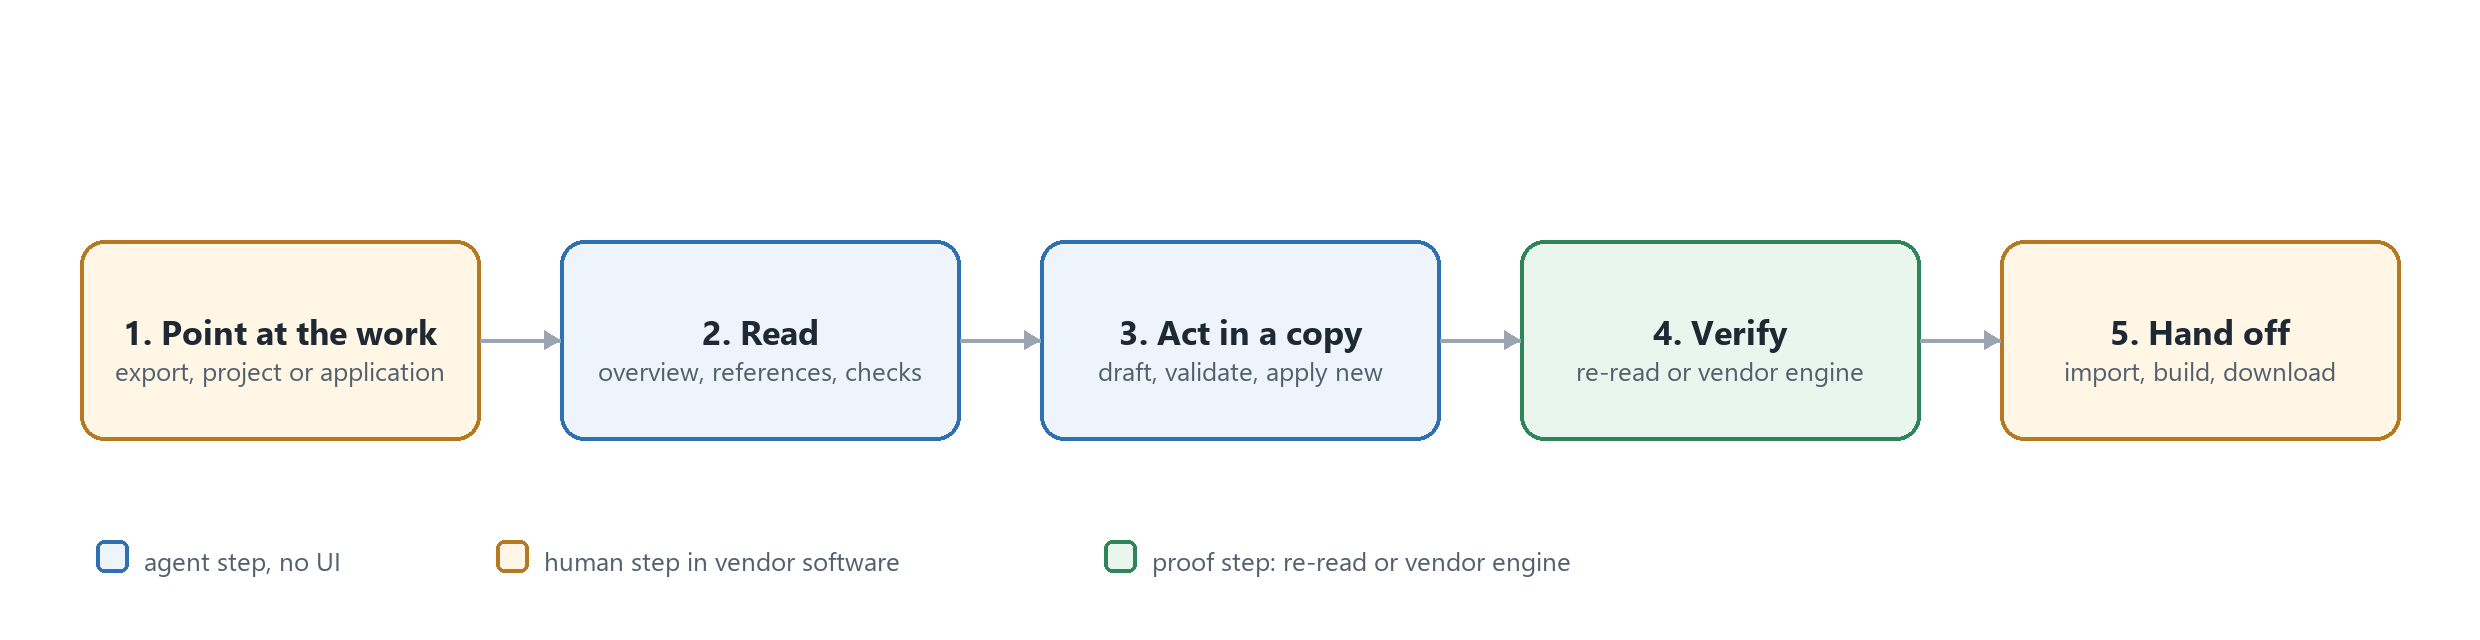 1. Point at the work
export, project or application
2. Read
overview, references, checks
3. Act in a copy
draft, validate, apply new
4. Verify
re-read or vendor engine
5. Hand off
import, build, download
agent step, no UI
human step in vendor software
proof step: re-read or vendor engine